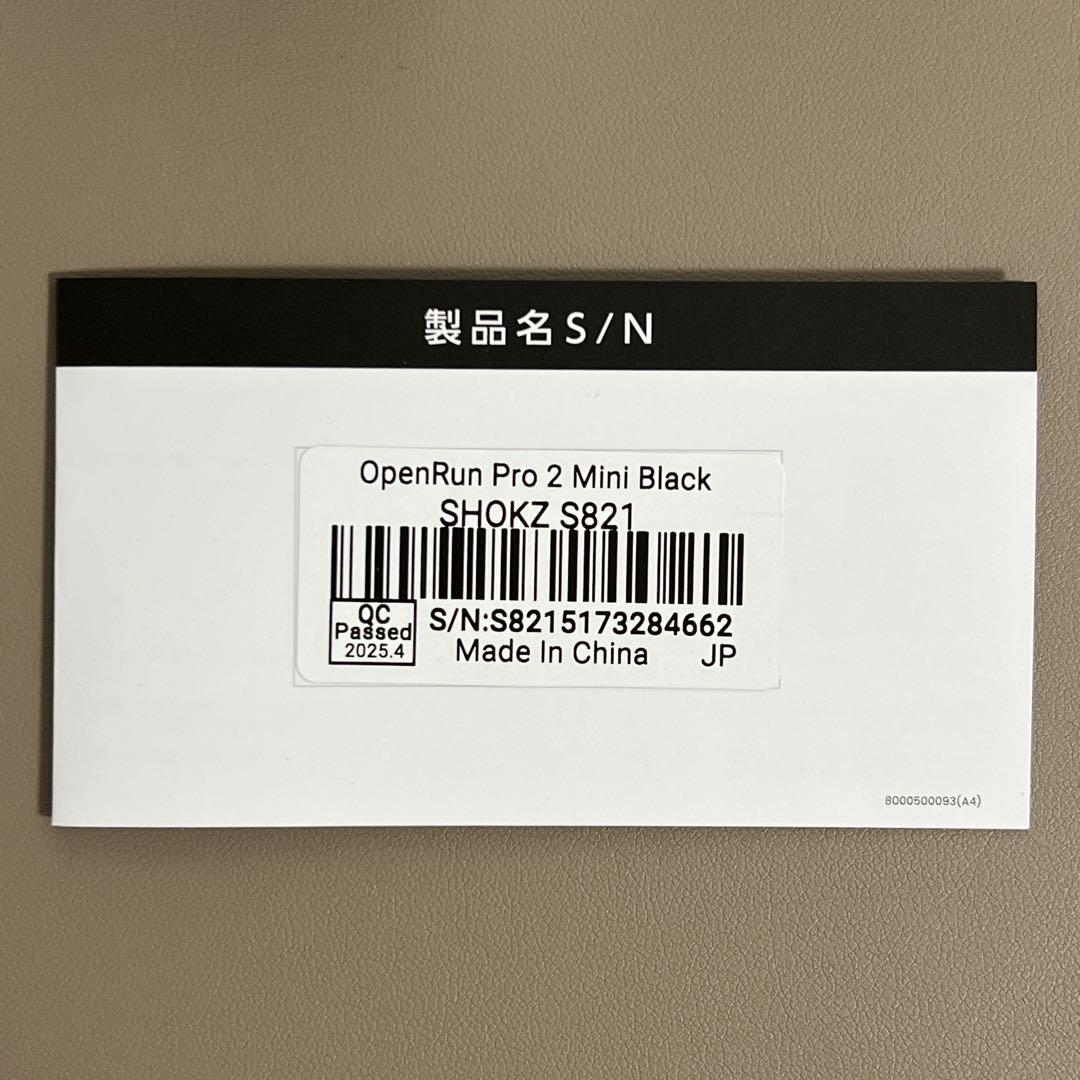 製品名S/N
OpenRun Pro 2 Mini Black
SHOKZ S821
QC
Passed
2025.4
S/N:S8215173284662
Made In China JP
8000500093(A4)